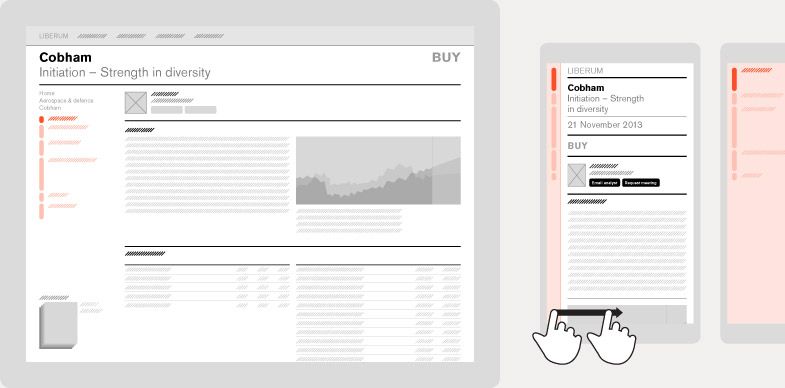 LIBERUM
Cobham
BUY
Initiation – Strength in diversity
Home
Aerospace & defence
Cobham
LIBERUM
Cobham
Initiation – Strength
in diversity
21 November 2013
BUY
Email analyst
Request meeting